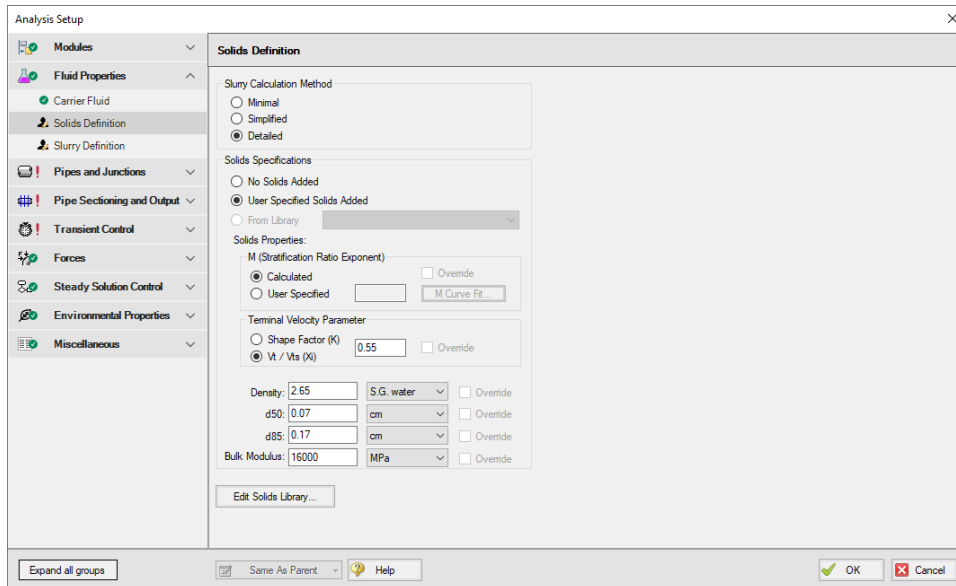 Analysis Setup
Modules
Fluid Properties
Carrier Fluid
Solids Definition
Slurry Definition
Pipes and Junctions
Pipe Sectioning and Output
Transient Control
Forces
Steady Solution Control
Environmental Properties
Miscellaneous
Expand all groups
Solids Definition
Slurry Calculation Method
Minimal
Simplified
Detailed
Solids Specifications
No Solids Added
User Specified Solids Added
From Library
Solids Properties:
M (Stratification Ratio Exponent)
Calculated Override
User Specified M Curve Fit...
Terminal Velocity Parameter
Shape Factor (K)
0.55 Override
Vt / Vts (Xi)
Density: 2.65 S.G. water Override
d50: 0.07 cm Override
d85: 0.17 cm Override
Bulk Modulus: 16000 MPa Override
Edit Solids Library...
Same As Parent Help OK Cancel